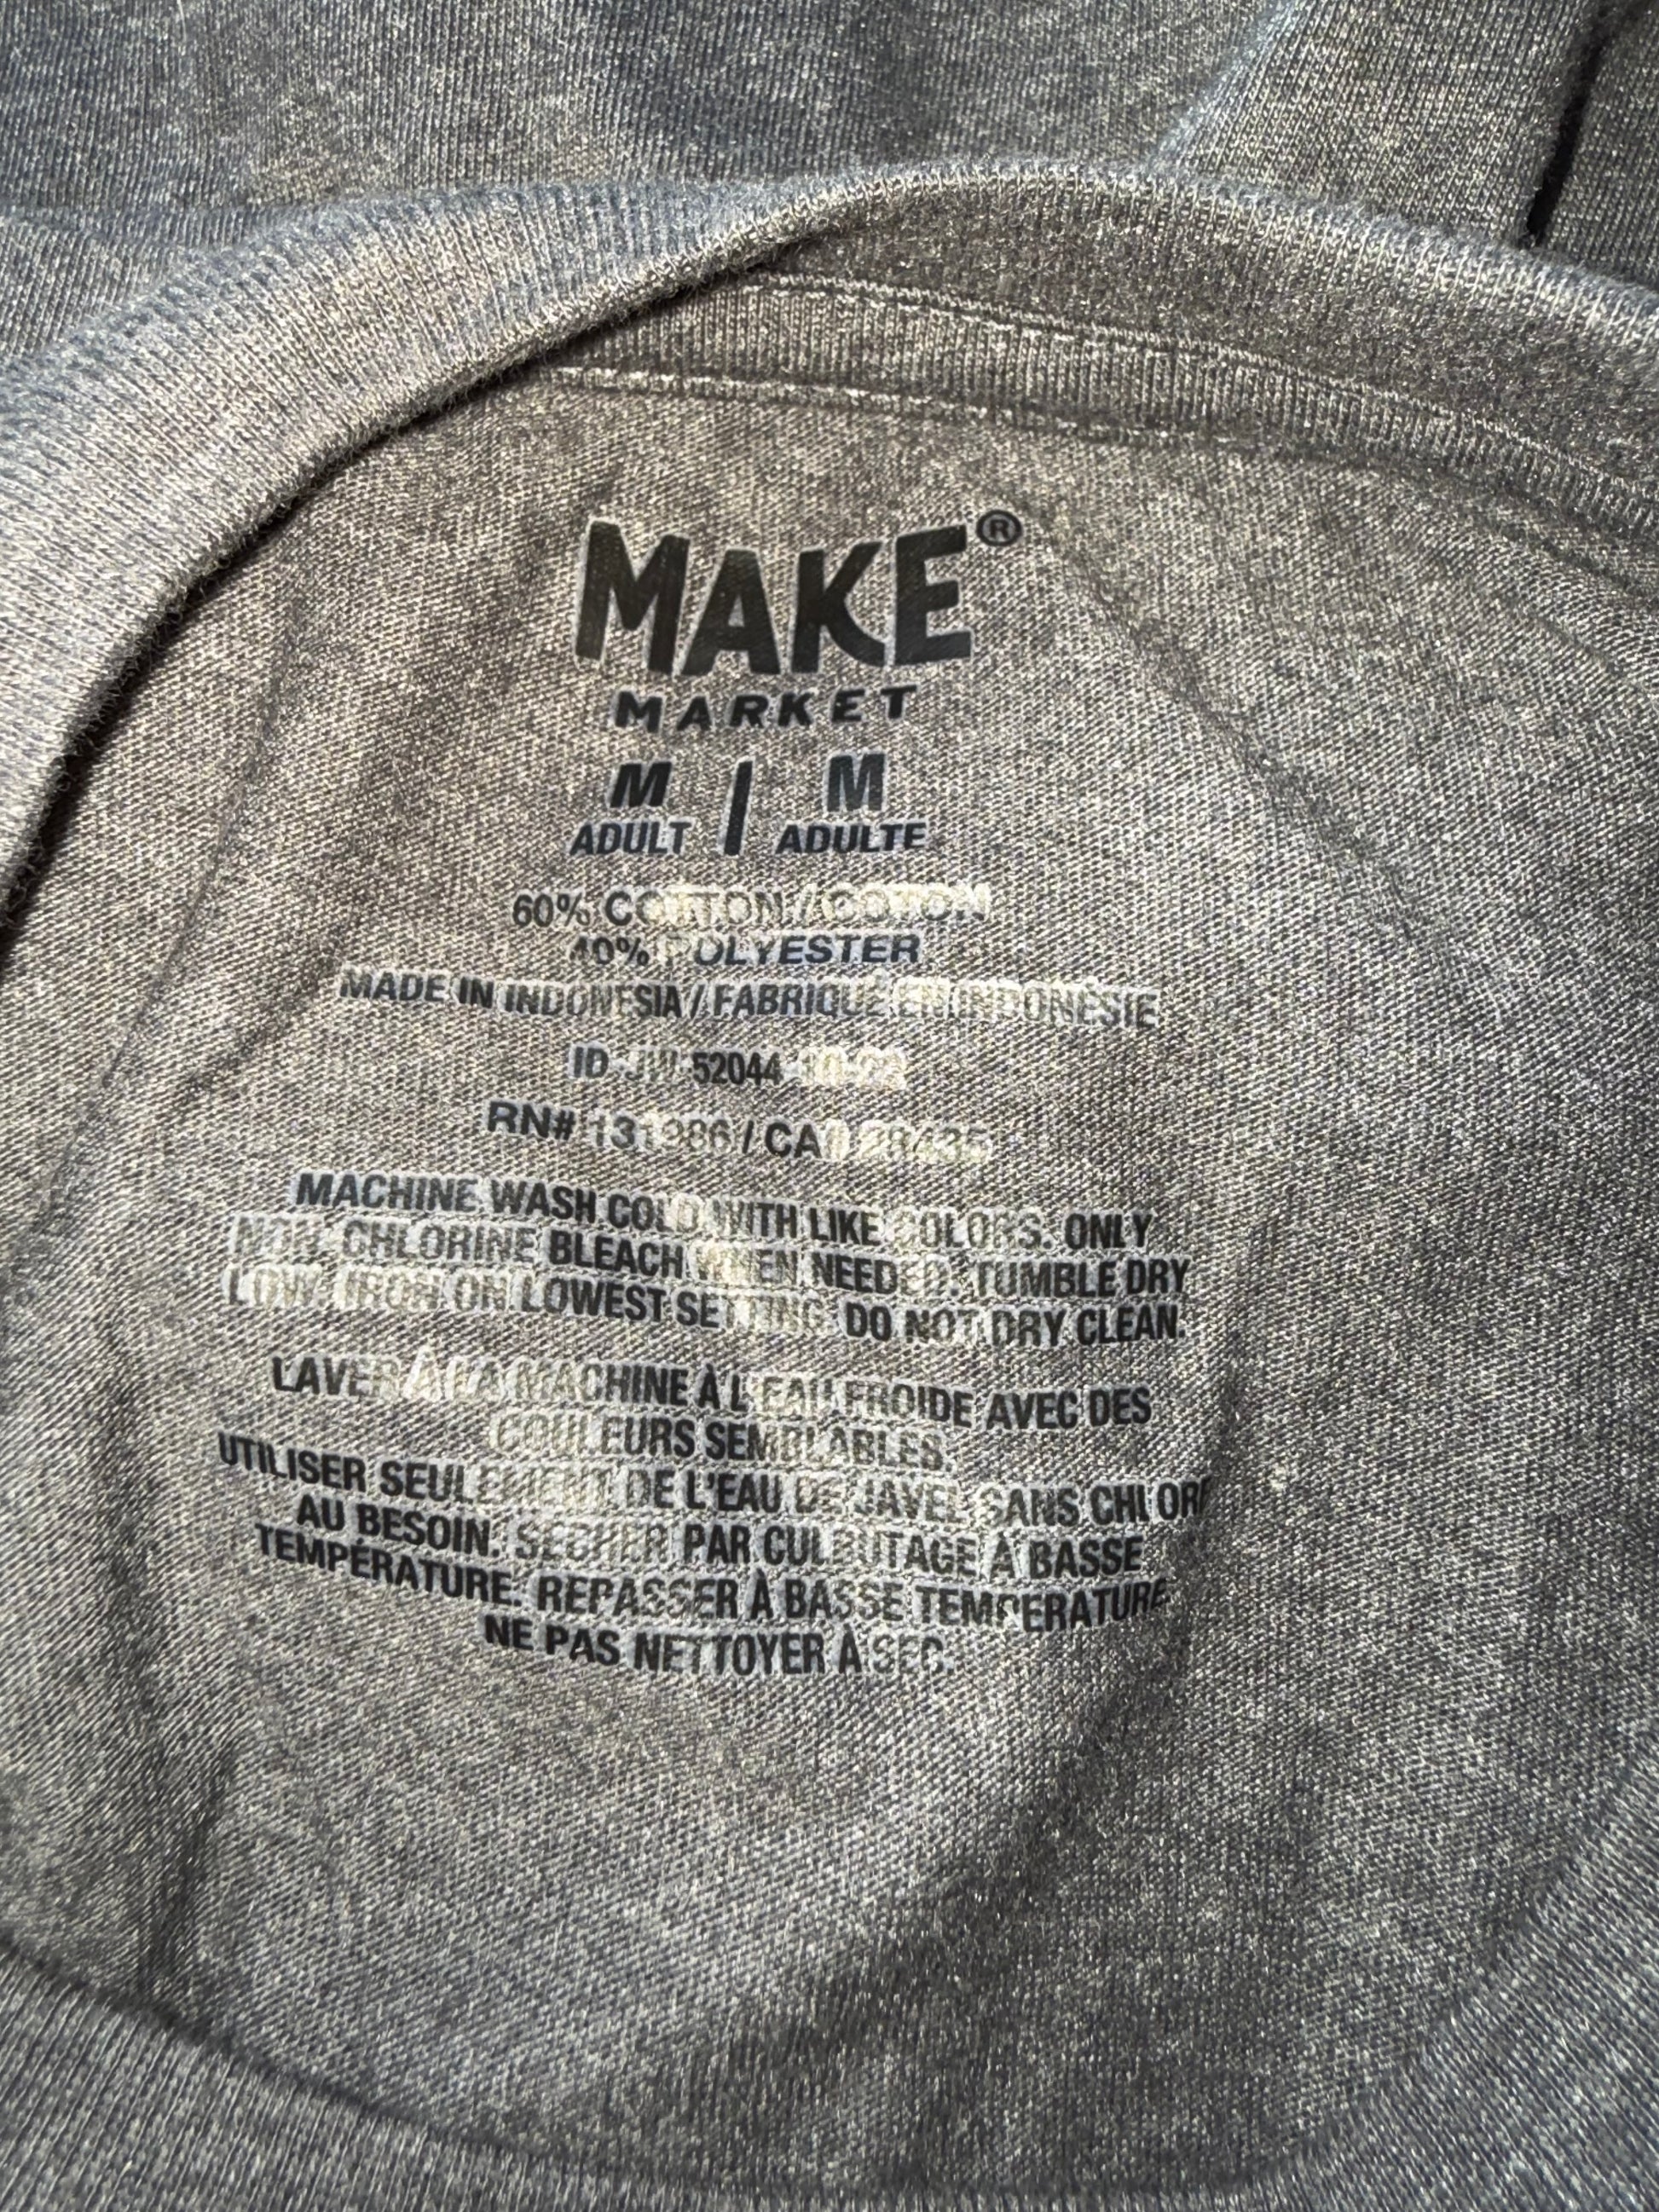 MAKE®
MARKET
M | M
ADULT ADULTE
60% COTTON / COTON
40% POLYESTER
MADE IN INDONESIA / FABRIQUÉ EN INDONÉSIE
ID JW 52044
RN# / CA
MACHINE WASH COLD WITH LIKE COLORS. ONLY
NON- CHLORINE BLEACH WHEN NEEDED. TUMBLE DRY
LOW. IRON ON LOWEST SETTING. DO NOT DRY CLEAN.
LAVER À LA MACHINE À L'EAU FROIDE AVEC DES
COULEURS SEMBLABLES.
UTILISER SEULEMENT DE L'EAU DE JAVEL SANS CHLORE
AU BESOIN. SÉCHER PAR CULBUTAGE À BASSE
TEMPÉRATURE. REPASSER À BASSE TEMPÉRATURE.
NE PAS NETTOYER À SEC.